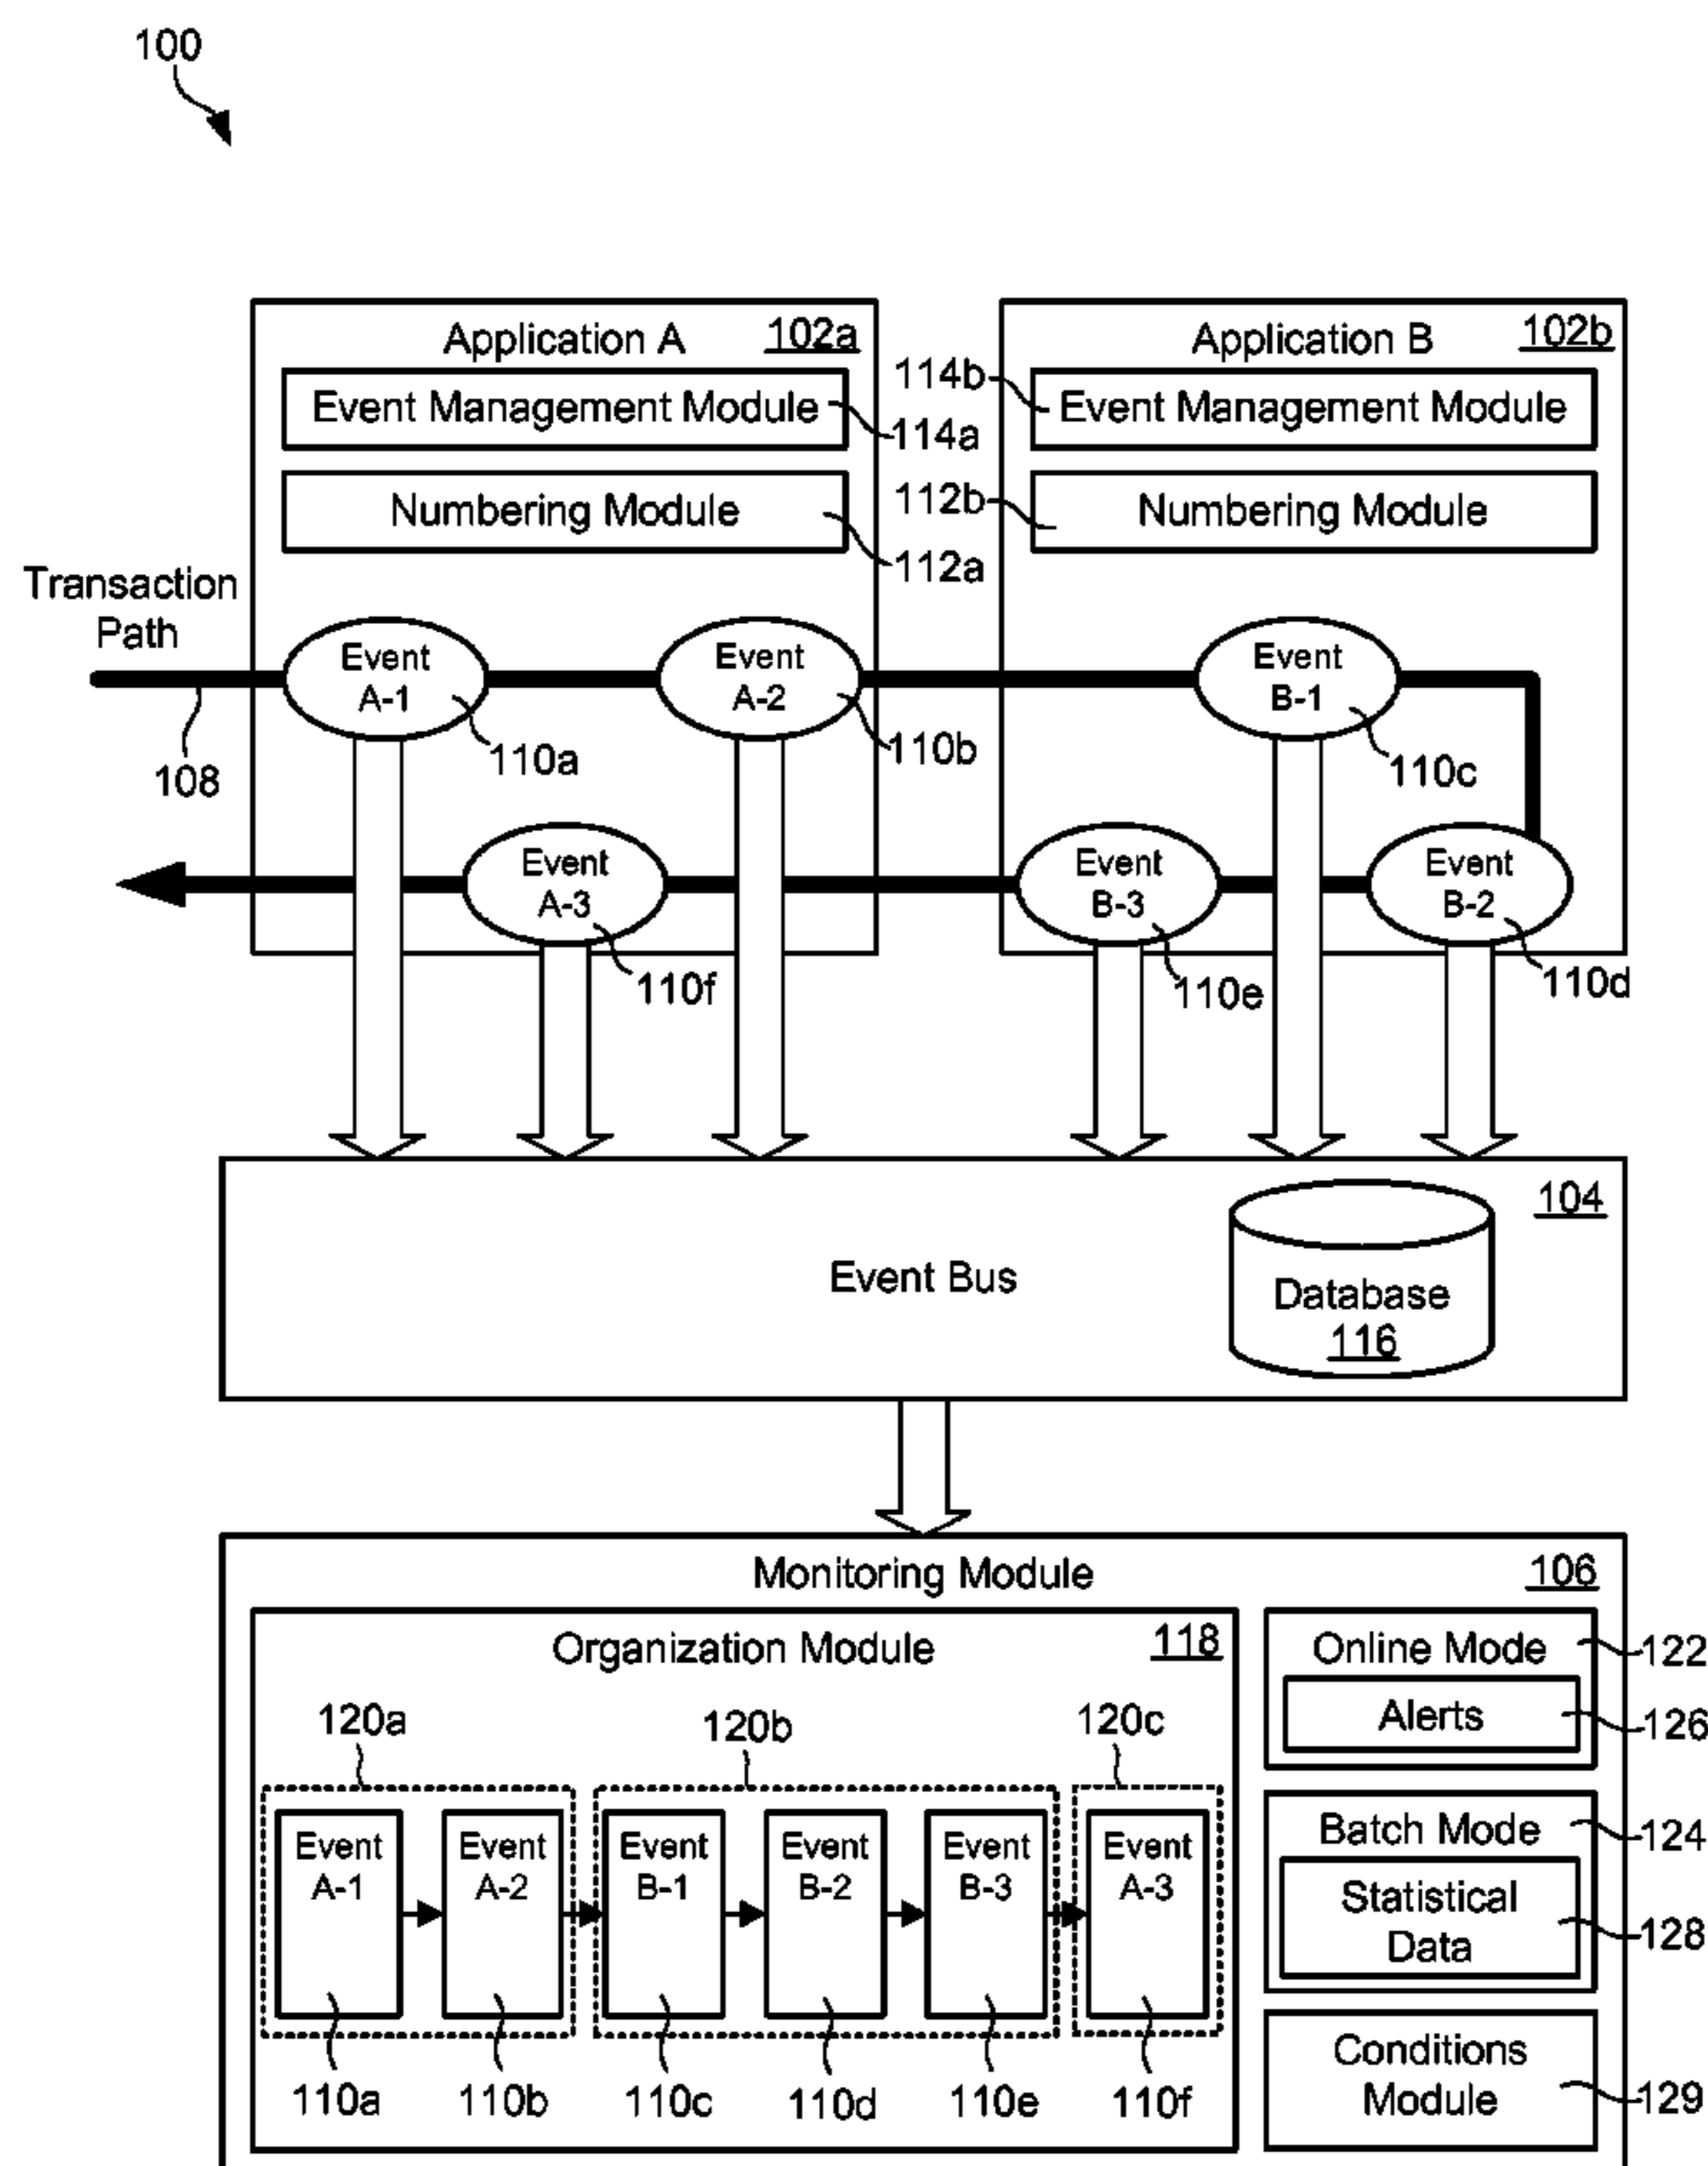 100
Application A 102a
Event Management Module
114a
Numbering Module
112a
Application B 102b
114b
Event Management Module
112b
Numbering Module
Transaction
Path
108
Event
A-1
110a
Event
A-2
110b
Event
B-1
110c
Event
A-3
110f
Event
B-3
110e
Event
B-2
110d
104
Event Bus
Database
116
Monitoring Module 106
Organization Module 118
120a 120b 120c
Event
A-1
Event
A-2
Event
B-1
Event
B-2
Event
B-3
Event
A-3
110a 110b 110c 110d 110e 110f
Online Mode 122
Alerts 126
Batch Mode 124
Statistical
Data
128
Conditions
Module
129